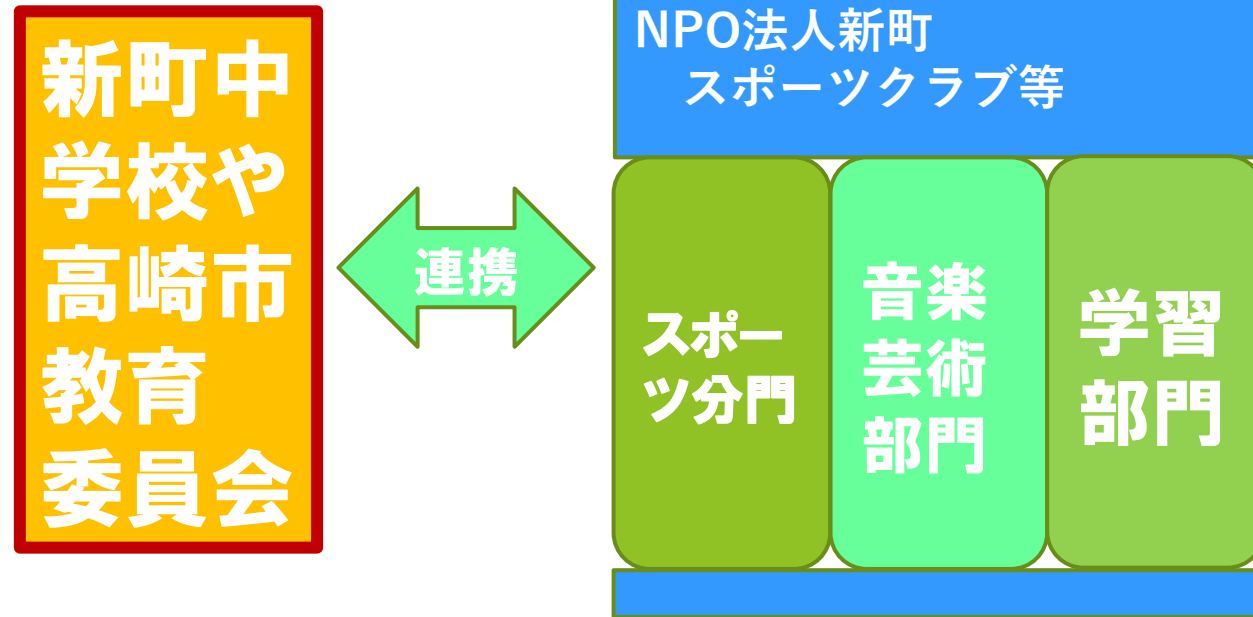 新町中
学校や
高崎市
教育
委員会
連携
NPO法人新町
スポーツクラブ等
スポー
ツ分門
音楽
芸術
部門
学習
部門